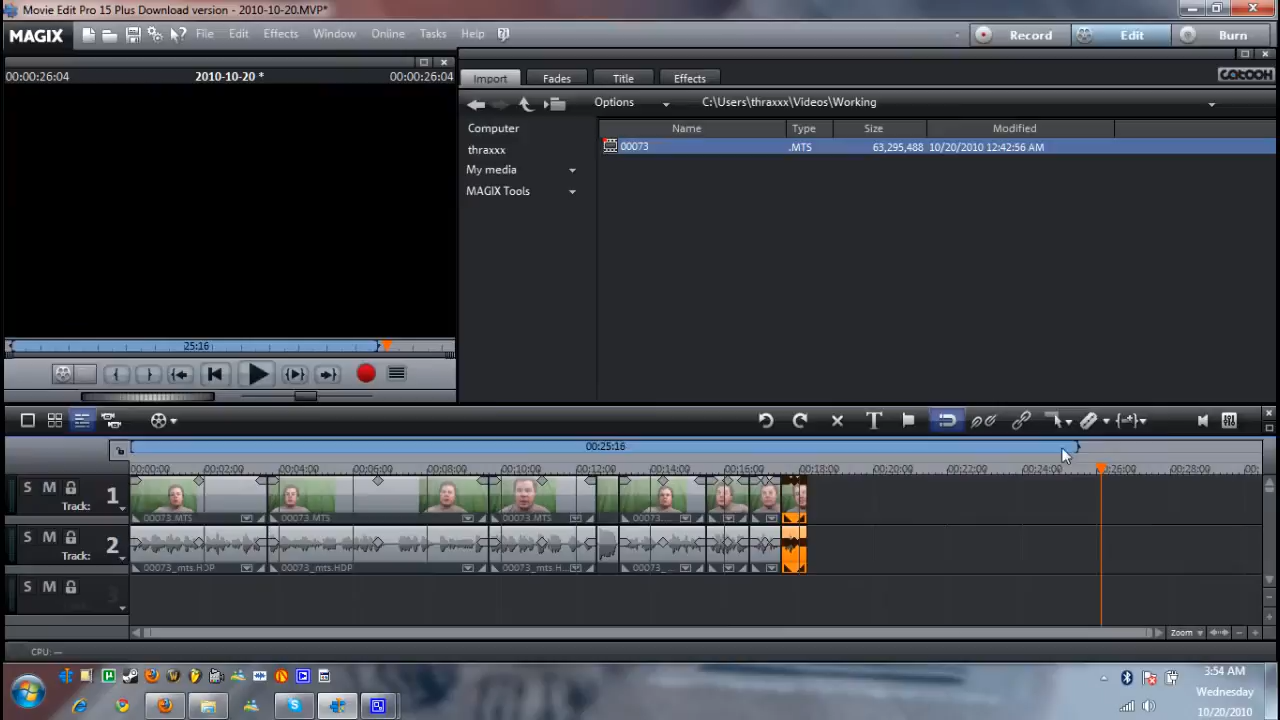 Movie Edit Pro 15 Plus Download version - 2010-10-20.MVP*
MAGIX File Edit Effects Window Online Tasks Help
Record Edit Burn
00:00:26:04 2010-10-20 * 00:00:26:04
Import Fades Title Effects catooh
Options C:\Users\thraxxx\Videos\Working
Computer
thraxxx
My media
MAGIX Tools
Name Type Size Modified
00073 .MTS 63,295,488 10/20/2010 12:42:56 AM
25:16
00:25:16
00:00:00 00:02:00 00:04:00 00:06:00 00:08:00 00:10:00 00:12:00 00:14:00 00:16:00 00:18:00 00:20:00 00:22:00 00:24:00 00:26:00 00:28:00 00:
S M 1
Track:
00073.MTS 00073.MTS 00073.MTS 00073....
S M 2
Track:
00073_mts.HDP 00073_mts.HDP 00073_mts.H... 00073_...
S M 3
Zoom
CPU: —
3:54 AM
Wednesday
10/20/2010